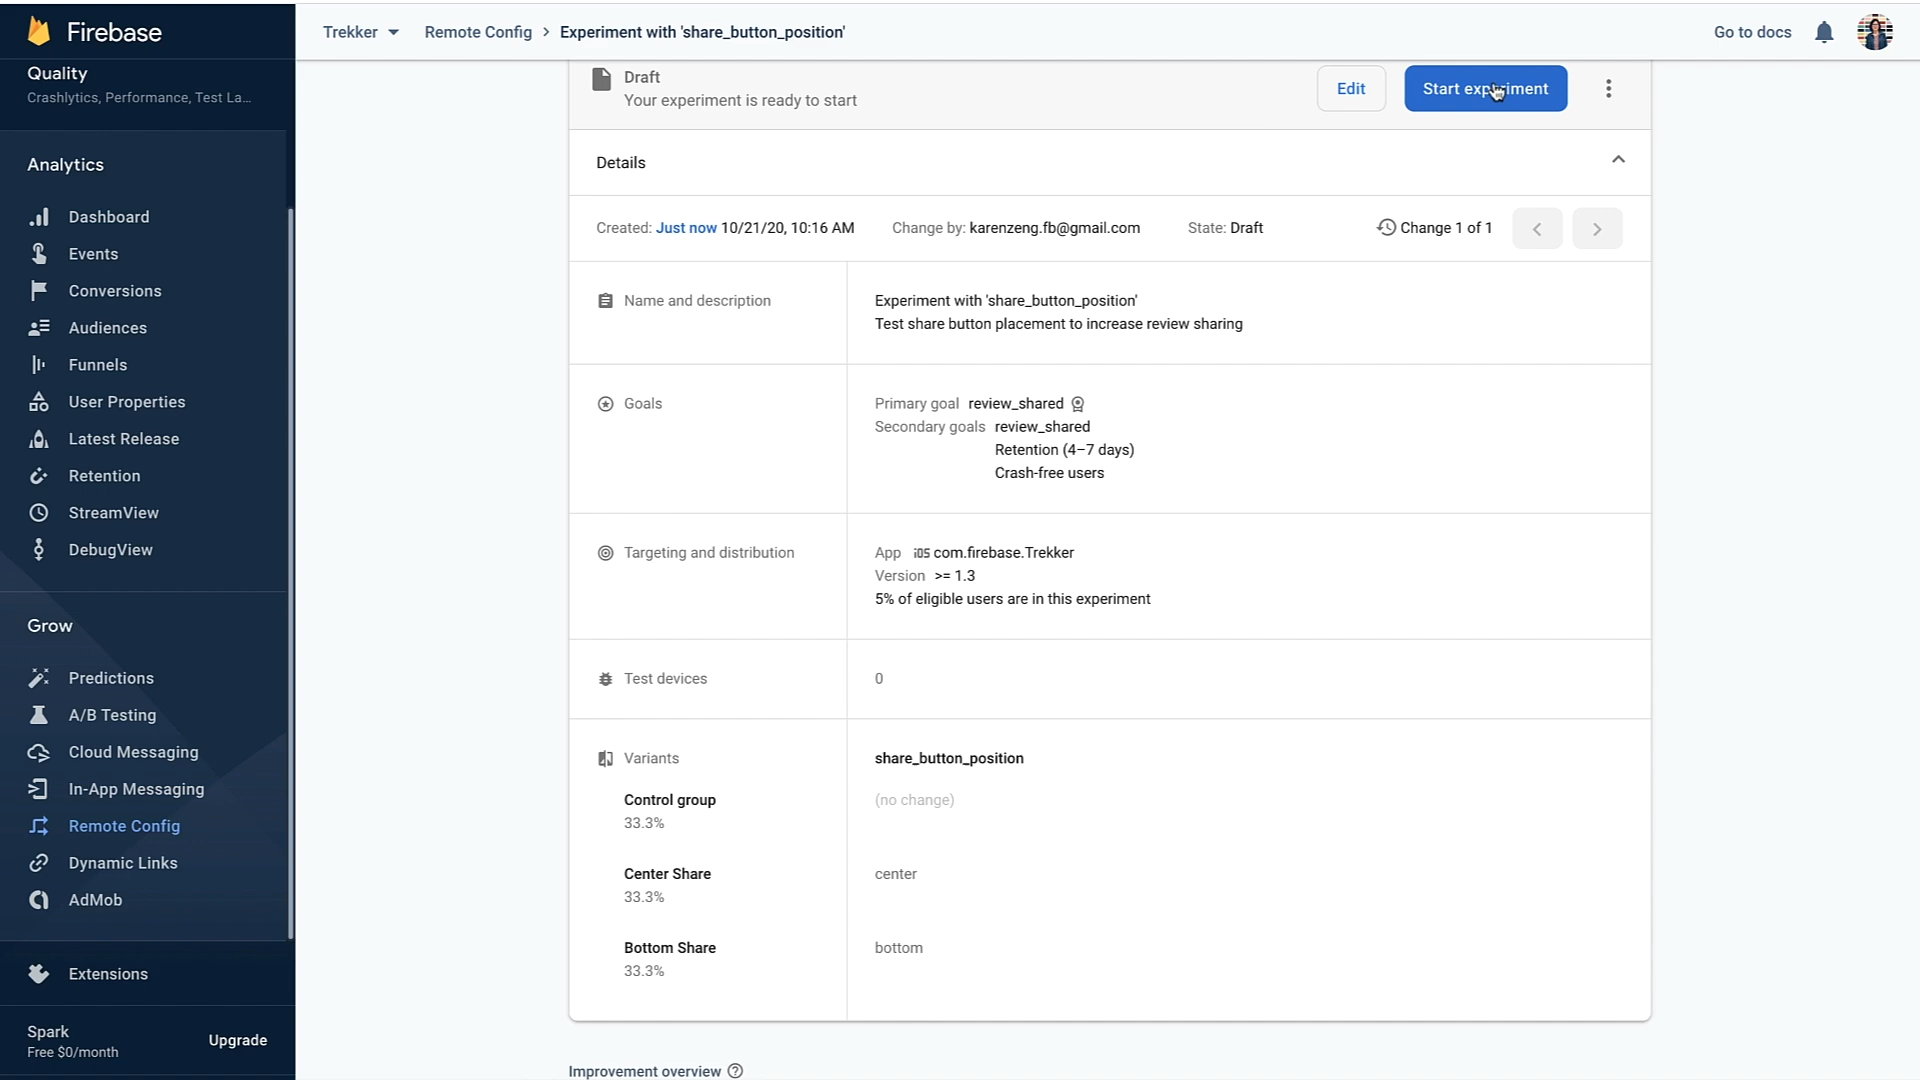 Firebase
Trekker
Remote Config > Experiment with 'share_button_position'
Go to docs
Quality
Crashlytics, Performance, Test La...
Analytics
Dashboard
Events
Conversions
Audiences
Funnels
User Properties
Latest Release
Retention
StreamView
DebugView
Grow
Predictions
A/B Testing
Cloud Messaging
In-App Messaging
Remote Config
Dynamic Links
AdMob
Extensions
Spark
Free $0/month
Upgrade
Draft
Your experiment is ready to start
Edit
Start experiment
Details
Created: Just now 10/21/20, 10:16 AM
Change by: karenzeng.fb@gmail.com
State: Draft
Change 1 of 1
Name and description
Experiment with 'share_button_position'
Test share button placement to increase review sharing
Goals
Primary goal review_shared
Secondary goals review_shared
Retention (4–7 days)
Crash-free users
Targeting and distribution
App iOS com.firebase.Trekker
Version >= 1.3
5% of eligible users are in this experiment
Test devices
0
Variants
share_button_position
Control group
33.3%
(no change)
Center Share
33.3%
center
Bottom Share
33.3%
bottom
Improvement overview